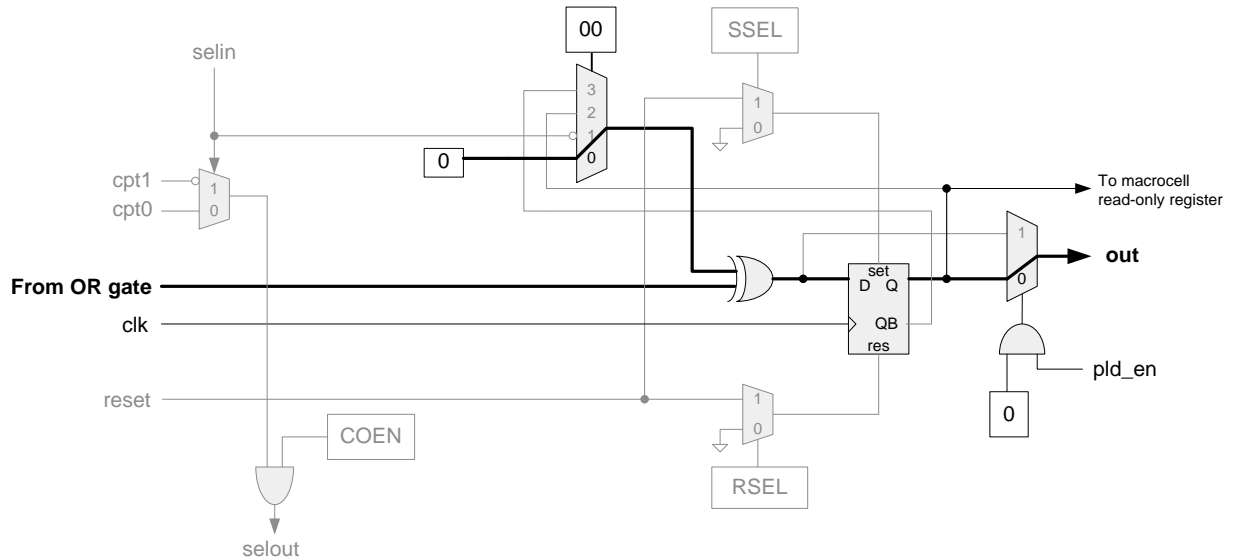 00
SSEL
selin
3
2
1
0
1
0
0
cpt1
1
cpt0
0
To macrocell
read-only register
1
out
From OR gate
set
D Q
0
clk
QB
res
pld_en
reset
1
0
0
COEN
RSEL
selout